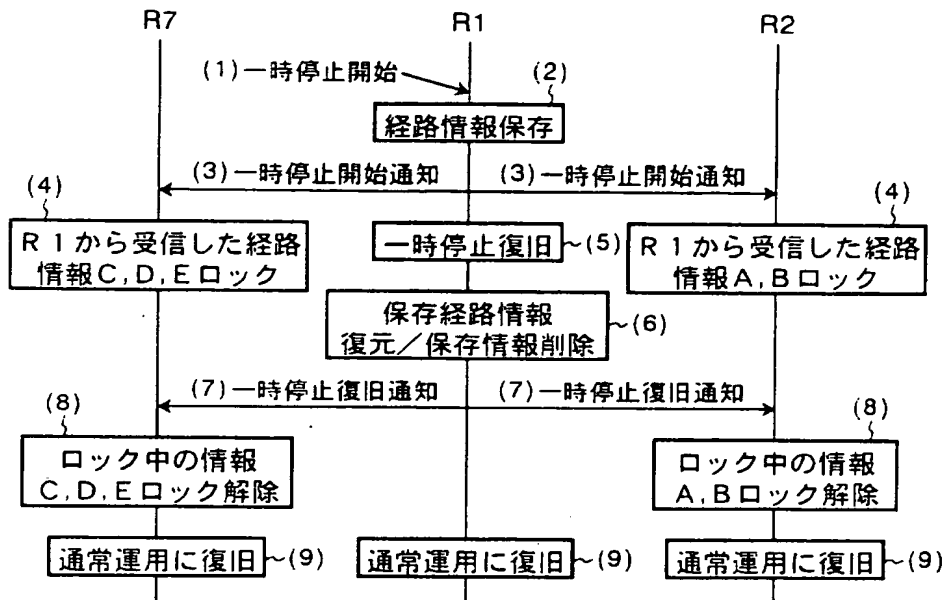 R7
R1
R2
(1)一時停止開始
(2)
経路情報保存
(3)一時停止開始通知
(3)一時停止開始通知
(4)
(4)
R1から受信した経路
情報C,D,Eロック
一時停止復旧
(5)
R1から受信した経路
情報A,Bロック
保存経路情報
復元/保存情報削除
(6)
(7)一時停止復旧通知
(7)一時停止復旧通知
(8)
(8)
ロック中の情報
C,D,Eロック解除
ロック中の情報
A,Bロック解除
通常運用に復旧
(9)
通常運用に復旧
(9)
通常運用に復旧
(9)